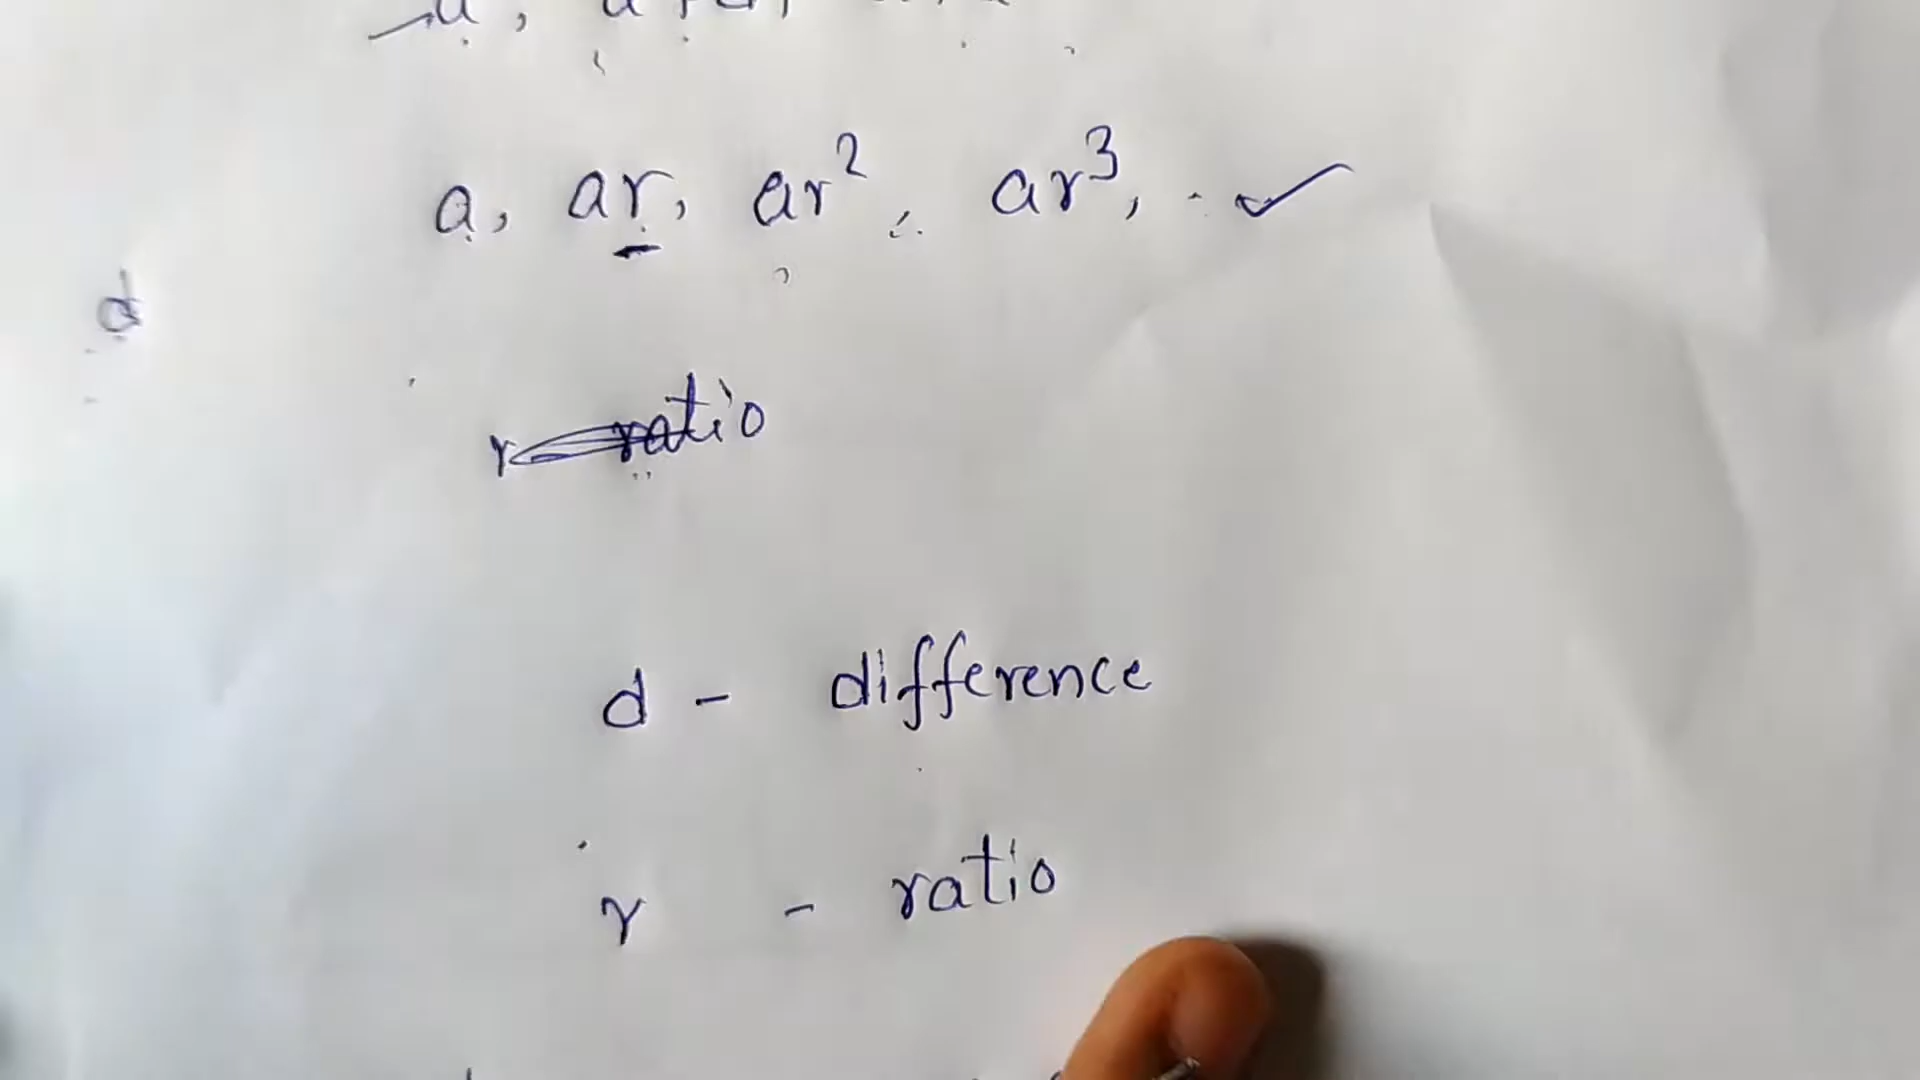 a, ar, ar², ar³, .
d
r ratio
d - difference
r - ratio